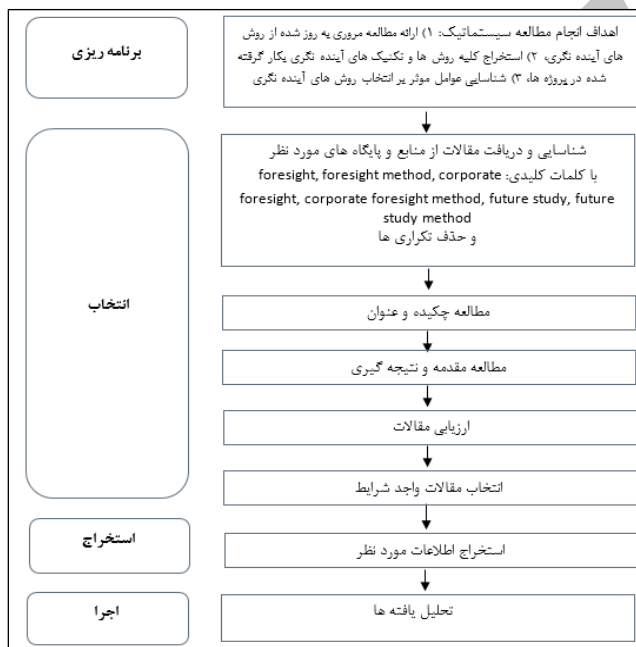 برنامه ریزی
اهداف انجام مطالعه سیستماتیک: ۱) ارائه مطالعه مروری به روز شده از روش
های آینده نگری، ۲) استخراج کلیه روش ها و تکنیک های آینده نگری بکار گرفته
شده در پروژه ها، ۳) شناسایی عوامل موثر بر انتخاب روش های آینده نگری
انتخاب
شناسایی و دریافت مقالات از منابع و پایگاه های مورد نظر
با کلمات کلیدی: foresight, foresight method, corporate
foresight, corporate foresight method, future study, future
study method
و حذف تکراری ها
مطالعه چکیده و عنوان
مطالعه مقدمه و نتیجه گیری
ارزیابی مقالات
انتخاب مقالات واجد شرایط
استخراج
استخراج اطلاعات مورد نظر
اجرا
تحلیل یافته ها